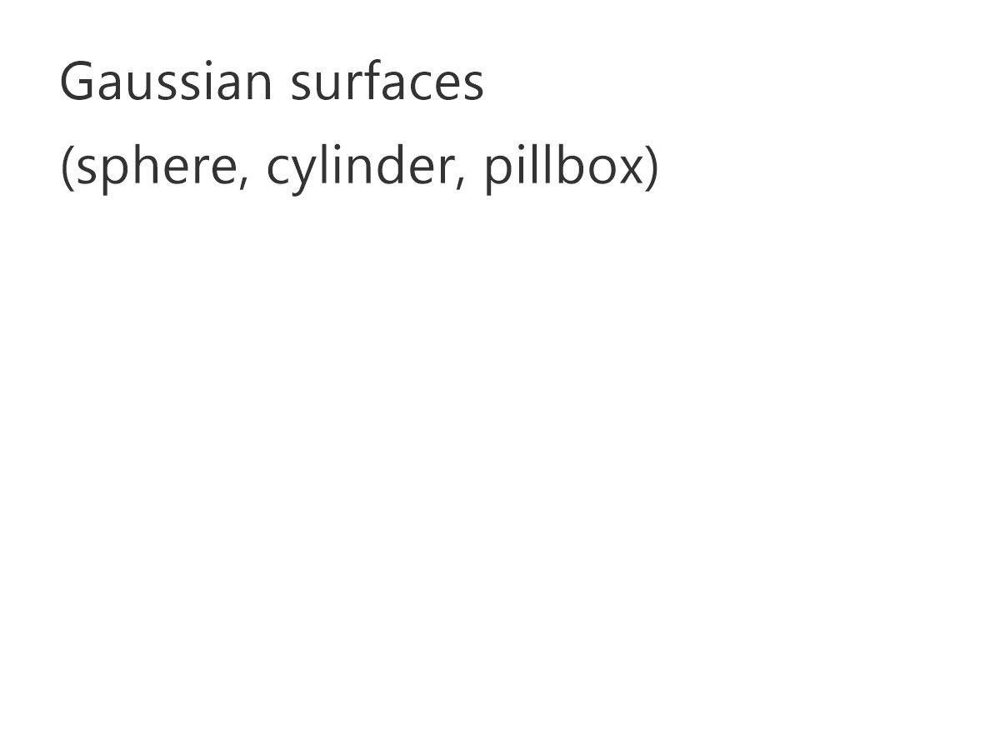 Gaussian surfaces
(sphere, cylinder, pillbox)